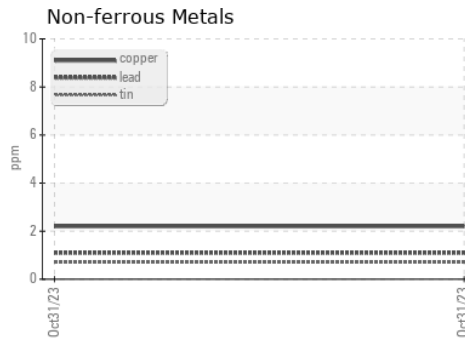 Non-ferrous Metals
10
8
6
4
2
0
ppm
copper
lead
tin
Oct31/23
Oct31/23